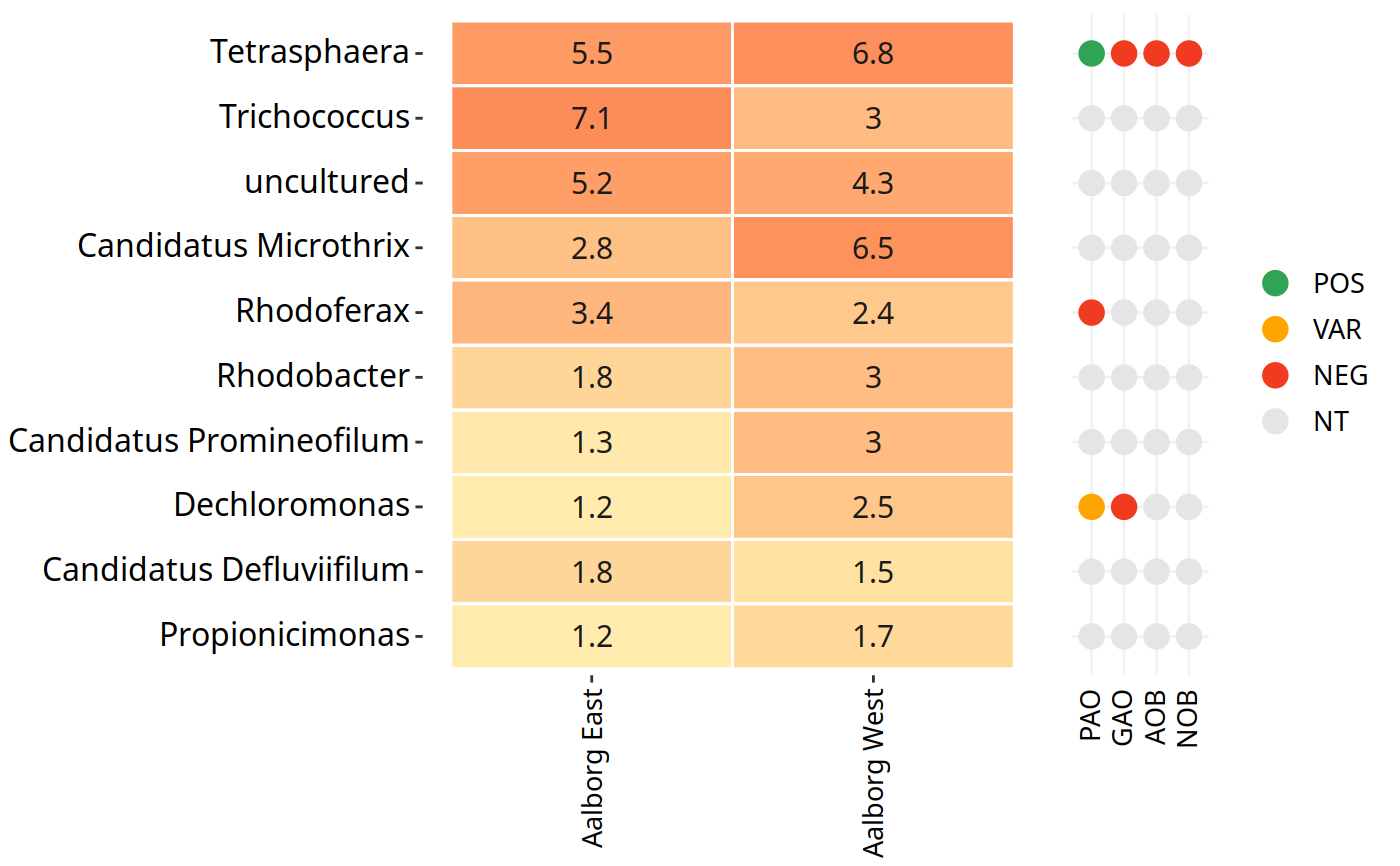 Tetrasphaera 5.5 6.8
Trichococcus 7.1 3
uncultured 5.2 4.3
Candidatus Microthrix 2.8 6.5
Rhodoferax 3.4 2.4
Rhodobacter 1.8 3
Candidatus Promineofilum 1.3 3
Dechloromonas 1.2 2.5
Candidatus Defluviifilum 1.8 1.5
Propionicimonas 1.2 1.7
Aalborg East
Aalborg West
PAO
GAO
AOB
NOB
POS
VAR
NEG
NT